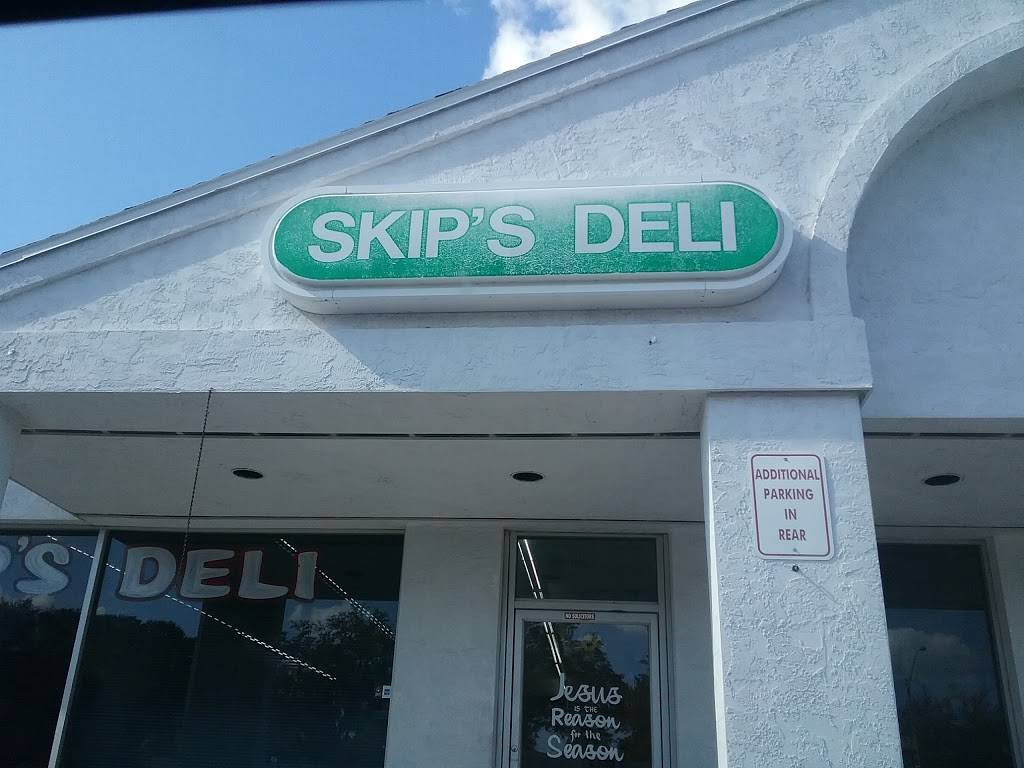 SKIP'S DELI
ADDITIONAL
PARKING
IN
REAR
'S DELI
NO SOLICITORS
Jesus
IS THE
Reason
for the
Season